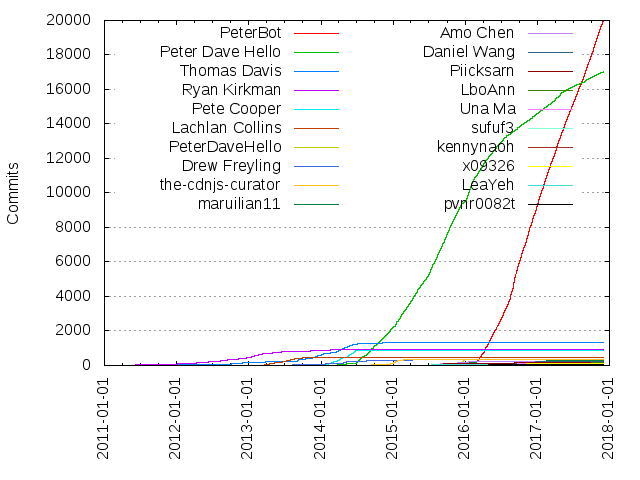 20000
18000
16000
14000
12000
10000
8000
6000
4000
2000
0
Commits
PeterBot
Peter Dave Hello
Thomas Davis
Ryan Kirkman
Pete Cooper
Lachlan Collins
PeterDaveHello
Drew Freyling
the-cdnjs-curator
maruilian11
Amo Chen
Daniel Wang
Piicksarn
LboAnn
Una Ma
sufuf3
kennynaoh
x09326
LeaYeh
pvnr0082t
2011-01-01
2012-01-01
2013-01-01
2014-01-01
2015-01-01
2016-01-01
2017-01-01
2018-01-01